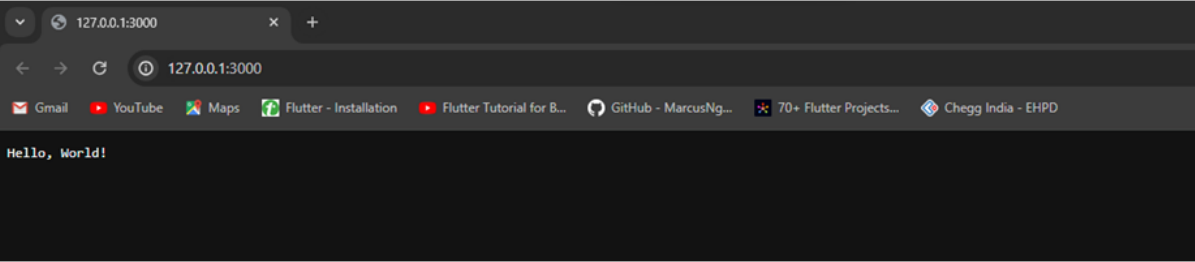 127.0.0.1:3000
127.0.0.1:3000
Gmail YouTube Maps Flutter - Installation Flutter Tutorial for B... GitHub - MarcusNg... 70+ Flutter Projects... Chegg India - EHPD
Hello, World!